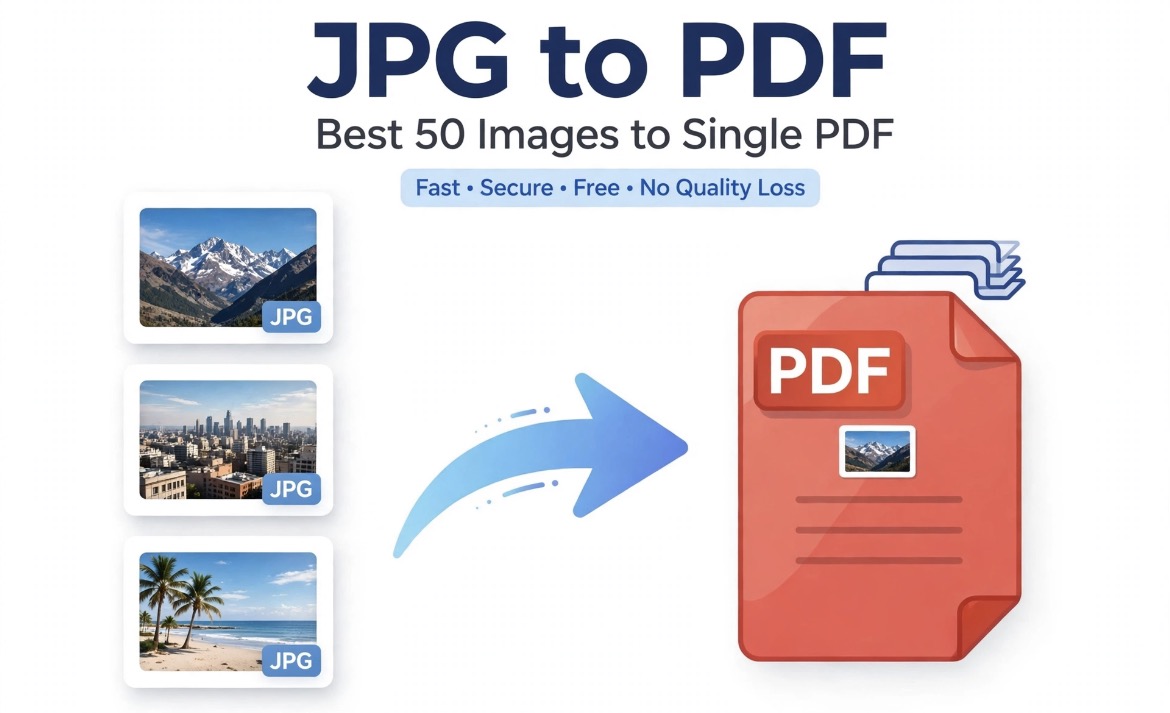 JPG to PDF
Best 50 Images to Single PDF
Fast • Secure • Free • No Quality Loss
JPG
JPG
JPG
PDF